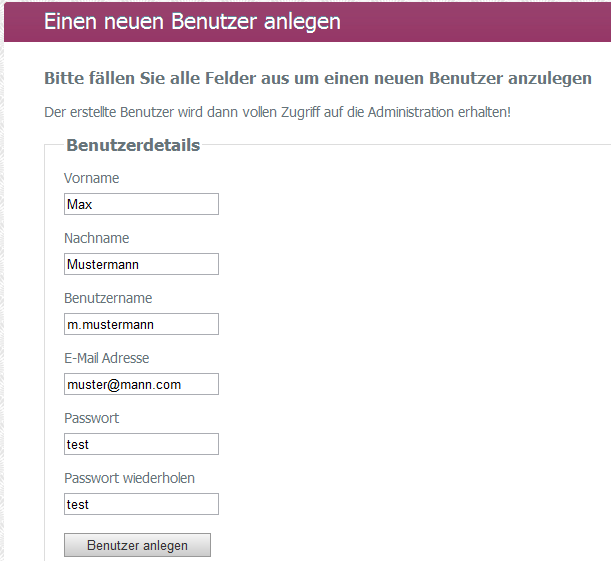 Einen neuen Benutzer anlegen
Bitte fällen Sie alle Felder aus um einen neuen Benutzer anzulegen
Der erstellte Benutzer wird dann vollen Zugriff auf die Administration erhalten!
Benutzerdetails
Vorname
Max
Nachname
Mustermann
Benutzername
m.mustermann
E-Mail Adresse
muster@mann.com
Passwort
test
Passwort wiederholen
test
Benutzer anlegen